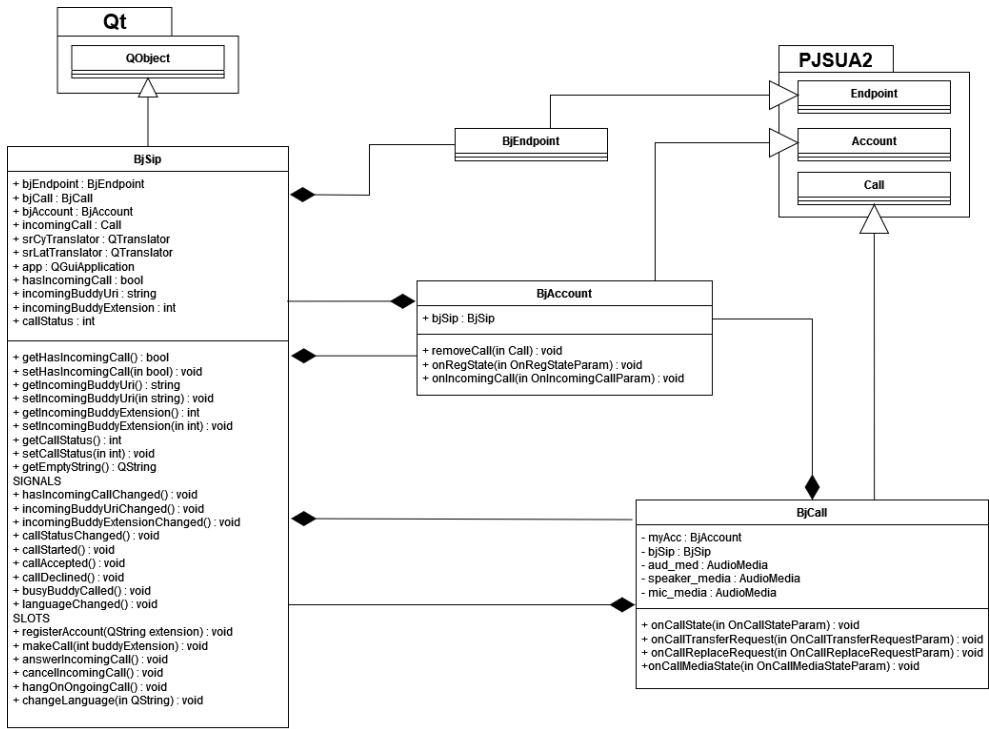 Qt
QObject
BjSip
+ bjEndpoint : BjEndpoint
+ bjCall : BjCall
+ bjAccount : BjAccount
+ incomingCall : Call
+ srCyTranslator : QTranslator
+ srLatTranslator : QTranslator
+ app : QGuiApplication
+ hasIncomingCall : bool
+ incomingBuddyUri : string
+ incomingBuddyExtension : int
+ callStatus : int
+ getHasIncomingCall() : bool
+ setHasIncomingCall(in bool) : void
+ getIncomingBuddyUri() : string
+ setIncomingBuddyUri(in string) : void
+ getIncomingBuddyExtension() : int
+ setIncomingBuddyExtension(in int) : void
+ getCallStatus() : int
+ setCallStatus(in int) : void
+ getEmptyString() : QString
SIGNALS
+ hasIncomingCallChanged() : void
+ incomingBuddyUriChanged() : void
+ incomingBuddyExtensionChanged() : void
+ callStatusChanged() : void
+ callStarted() : void
+ callAccepted() : void
+ callDeclined() : void
+ busyBuddyCalled() : void
+ languageChanged() : void
SLOTS
+ registerAccount(QString extension) : void
+ makeCall(int buddyExtension) : void
+ answerIncomingCall() : void
+ cancelIncomingCall() : void
+ hangOnOngoingCall() : void
+ changeLanguage(in QString) : void
BjEndpoint
PJSUA2
Endpoint
Account
Call
BjAccount
+ bjSip : BjSip
+ removeCall(in Call) : void
+ onRegState(in OnRegStateParam) : void
+ onIncomingCall(in OnIncomingCallParam) : void
BjCall
- myAcc : BjAccount
- bjSip : BjSip
- aud_med : AudioMedia
- speaker_media : AudioMedia
- mic_media : AudioMedia
+ onCallState(in OnCallStateParam) : void
+ onCallTransferRequest(in OnCallTransferRequestParam) : void
+ onCallReplaceRequest(in OnCallReplaceRequestParam) : void
+onCallMediaState(in OnCallMediaStateParam) : void